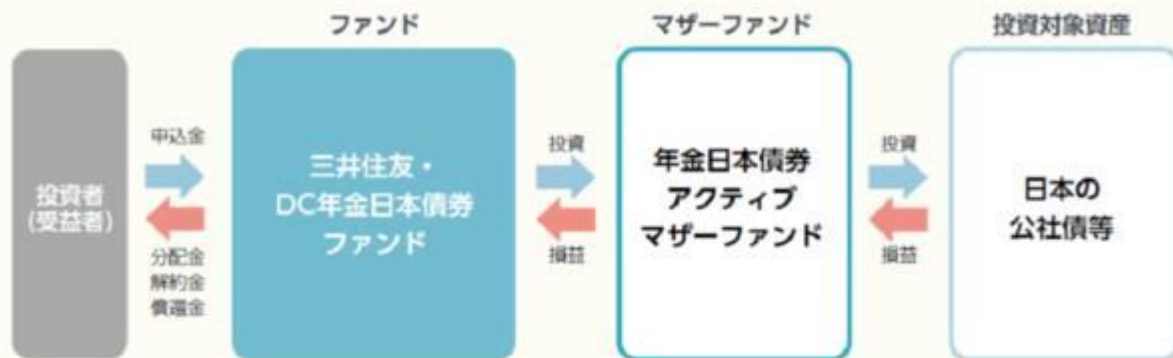 ファンド
マザーファンド
投資対象資産
投資者
(受益者)
申込金
分配金
解約金
償還金
三井住友・
DC年金日本債券
ファンド
投資
損益
年金日本債券
アクティブ
マザーファンド
投資
損益
日本の
公社債等